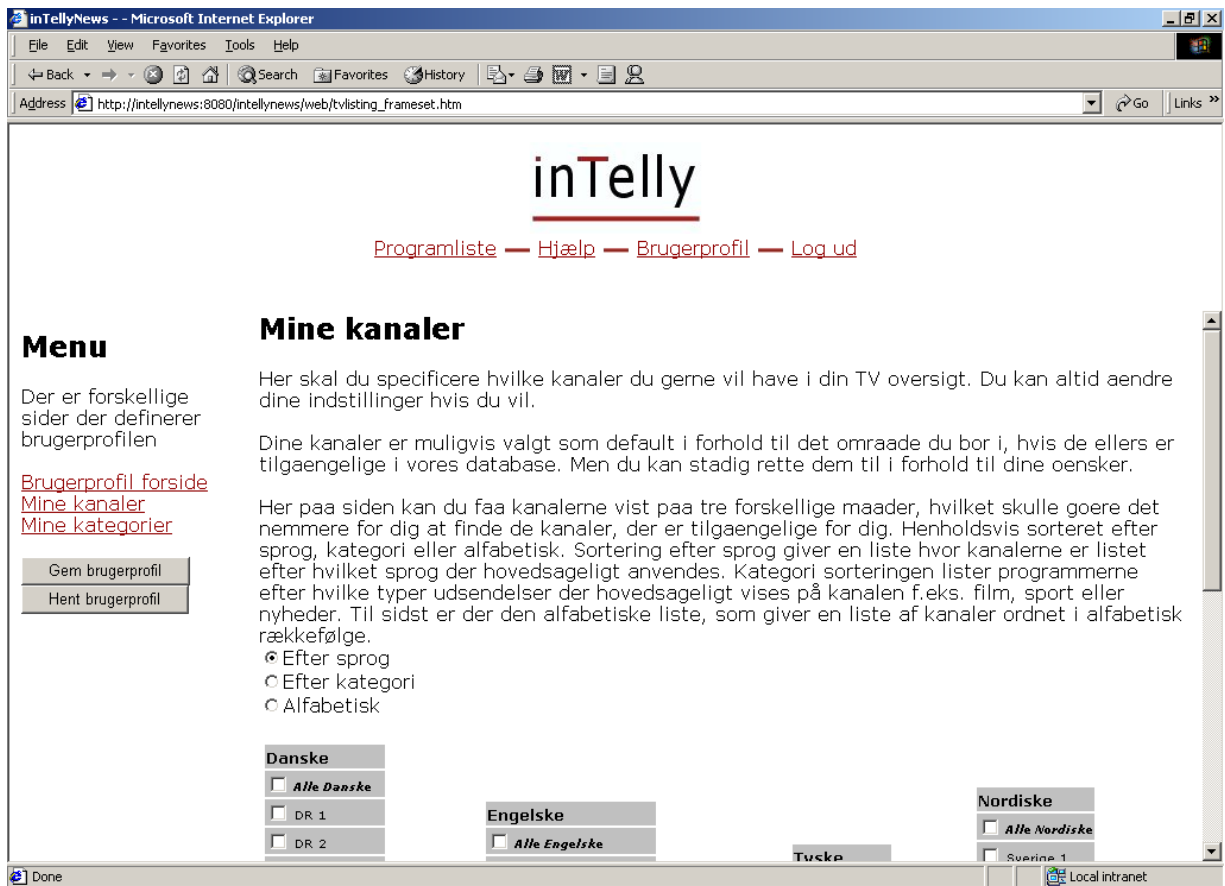 inTellyNews - - Microsoft Internet Explorer
File Edit View Favorites Tools Help
Back Search Favorites History
Address http://intellynews:8080/intellynews/web/tvlisting_frameset.htm Go Links »
inTelly
Programliste — Hjælp — Brugerprofil — Log ud
Menu
Der er forskellige
sider der definerer
brugerprofilen
Brugerprofil forside
Mine kanaler
Mine kategorier
Gem brugerprofil
Hent brugerprofil
Mine kanaler
Her skal du specificere hvilke kanaler du gerne vil have i din TV oversigt. Du kan altid aendre
dine indstillinger hvis du vil.
Dine kanaler er muligvis valgt som default i forhold til det omraade du bor i, hvis de ellers er
tilgaengelige i vores database. Men du kan stadig rette dem til i forhold til dine oensker.
Her paa siden kan du faa kanalerne vist paa tre forskellige maader, hvilket skulle goere det
nemmere for dig at finde de kanaler, der er tilgaengelige for dig. Henholdsvis sorteret efter
sprog, kategori eller alfabetisk. Sortering efter sprog giver en liste hvor kanalerne er listet
efter hvilket sprog der hovedsageligt anvendes. Kategori sorteringen lister programmerne
efter hvilke typer udsendelser der hovedsageligt vises på kanalen f.eks. film, sport eller
nyheder. Til sidst er der den alfabetiske liste, som giver en liste af kanaler ordnet i alfabetisk
rækkefølge.
Efter sprog
Efter kategori
Alfabetisk
Danske
Alle Danske
DR 1
DR 2
Engelske
Alle Engelske
Tyske
Nordiske
Alle Nordiske
Sverige 1
Done
Local intranet